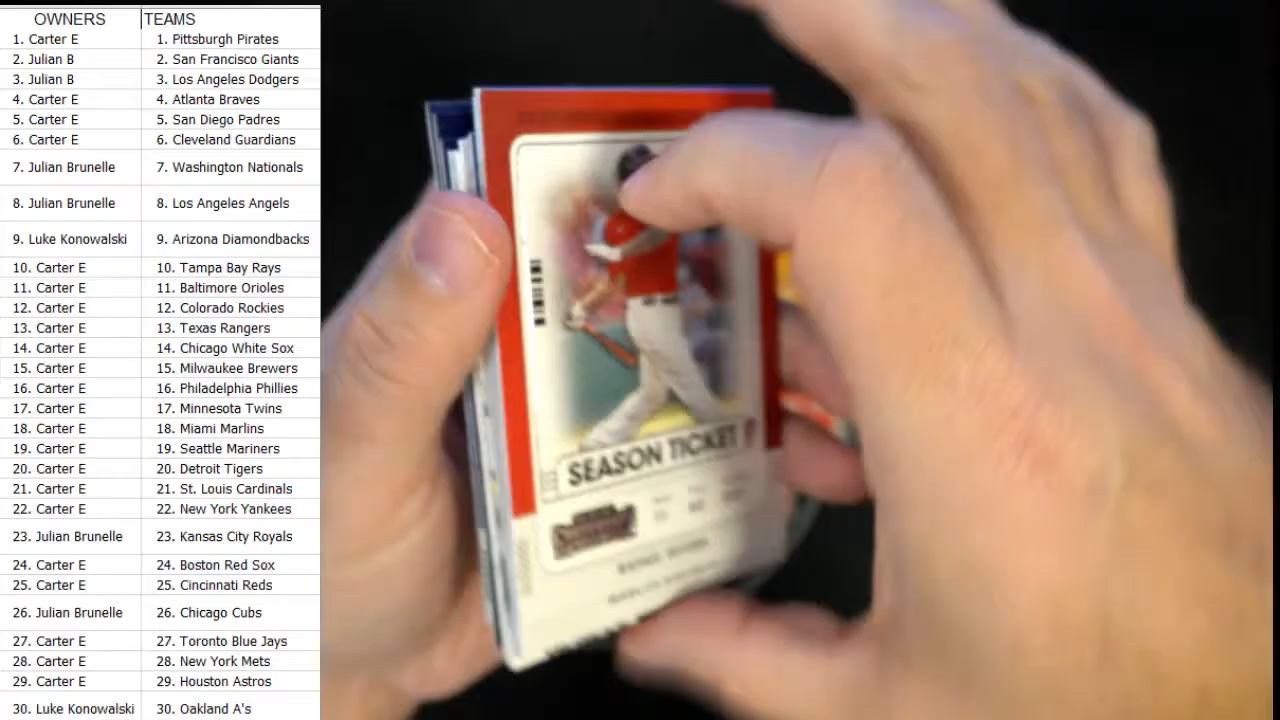 OWNERS TEAMS
1. Carter E 1. Pittsburgh Pirates
2. Julian B 2. San Francisco Giants
3. Julian B 3. Los Angeles Dodgers
4. Carter E 4. Atlanta Braves
5. Carter E 5. San Diego Padres
6. Carter E 6. Cleveland Guardians
7. Julian Brunelle 7. Washington Nationals
8. Julian Brunelle 8. Los Angeles Angels
9. Luke Konowalski 9. Arizona Diamondbacks
10. Carter E 10. Tampa Bay Rays
11. Carter E 11. Baltimore Orioles
12. Carter E 12. Colorado Rockies
13. Carter E 13. Texas Rangers
14. Carter E 14. Chicago White Sox
15. Carter E 15. Milwaukee Brewers
16. Carter E 16. Philadelphia Phillies
17. Carter E 17. Minnesota Twins
18. Carter E 18. Miami Marlins
19. Carter E 19. Seattle Mariners
20. Carter E 20. Detroit Tigers
21. Carter E 21. St. Louis Cardinals
22. Carter E 22. New York Yankees
23. Julian Brunelle 23. Kansas City Royals
24. Carter E 24. Boston Red Sox
25. Carter E 25. Cincinnati Reds
26. Julian Brunelle 26. Chicago Cubs
27. Carter E 27. Toronto Blue Jays
28. Carter E 28. New York Mets
29. Carter E 29. Houston Astros
30. Luke Konowalski 30. Oakland A's
SEASON TICKET